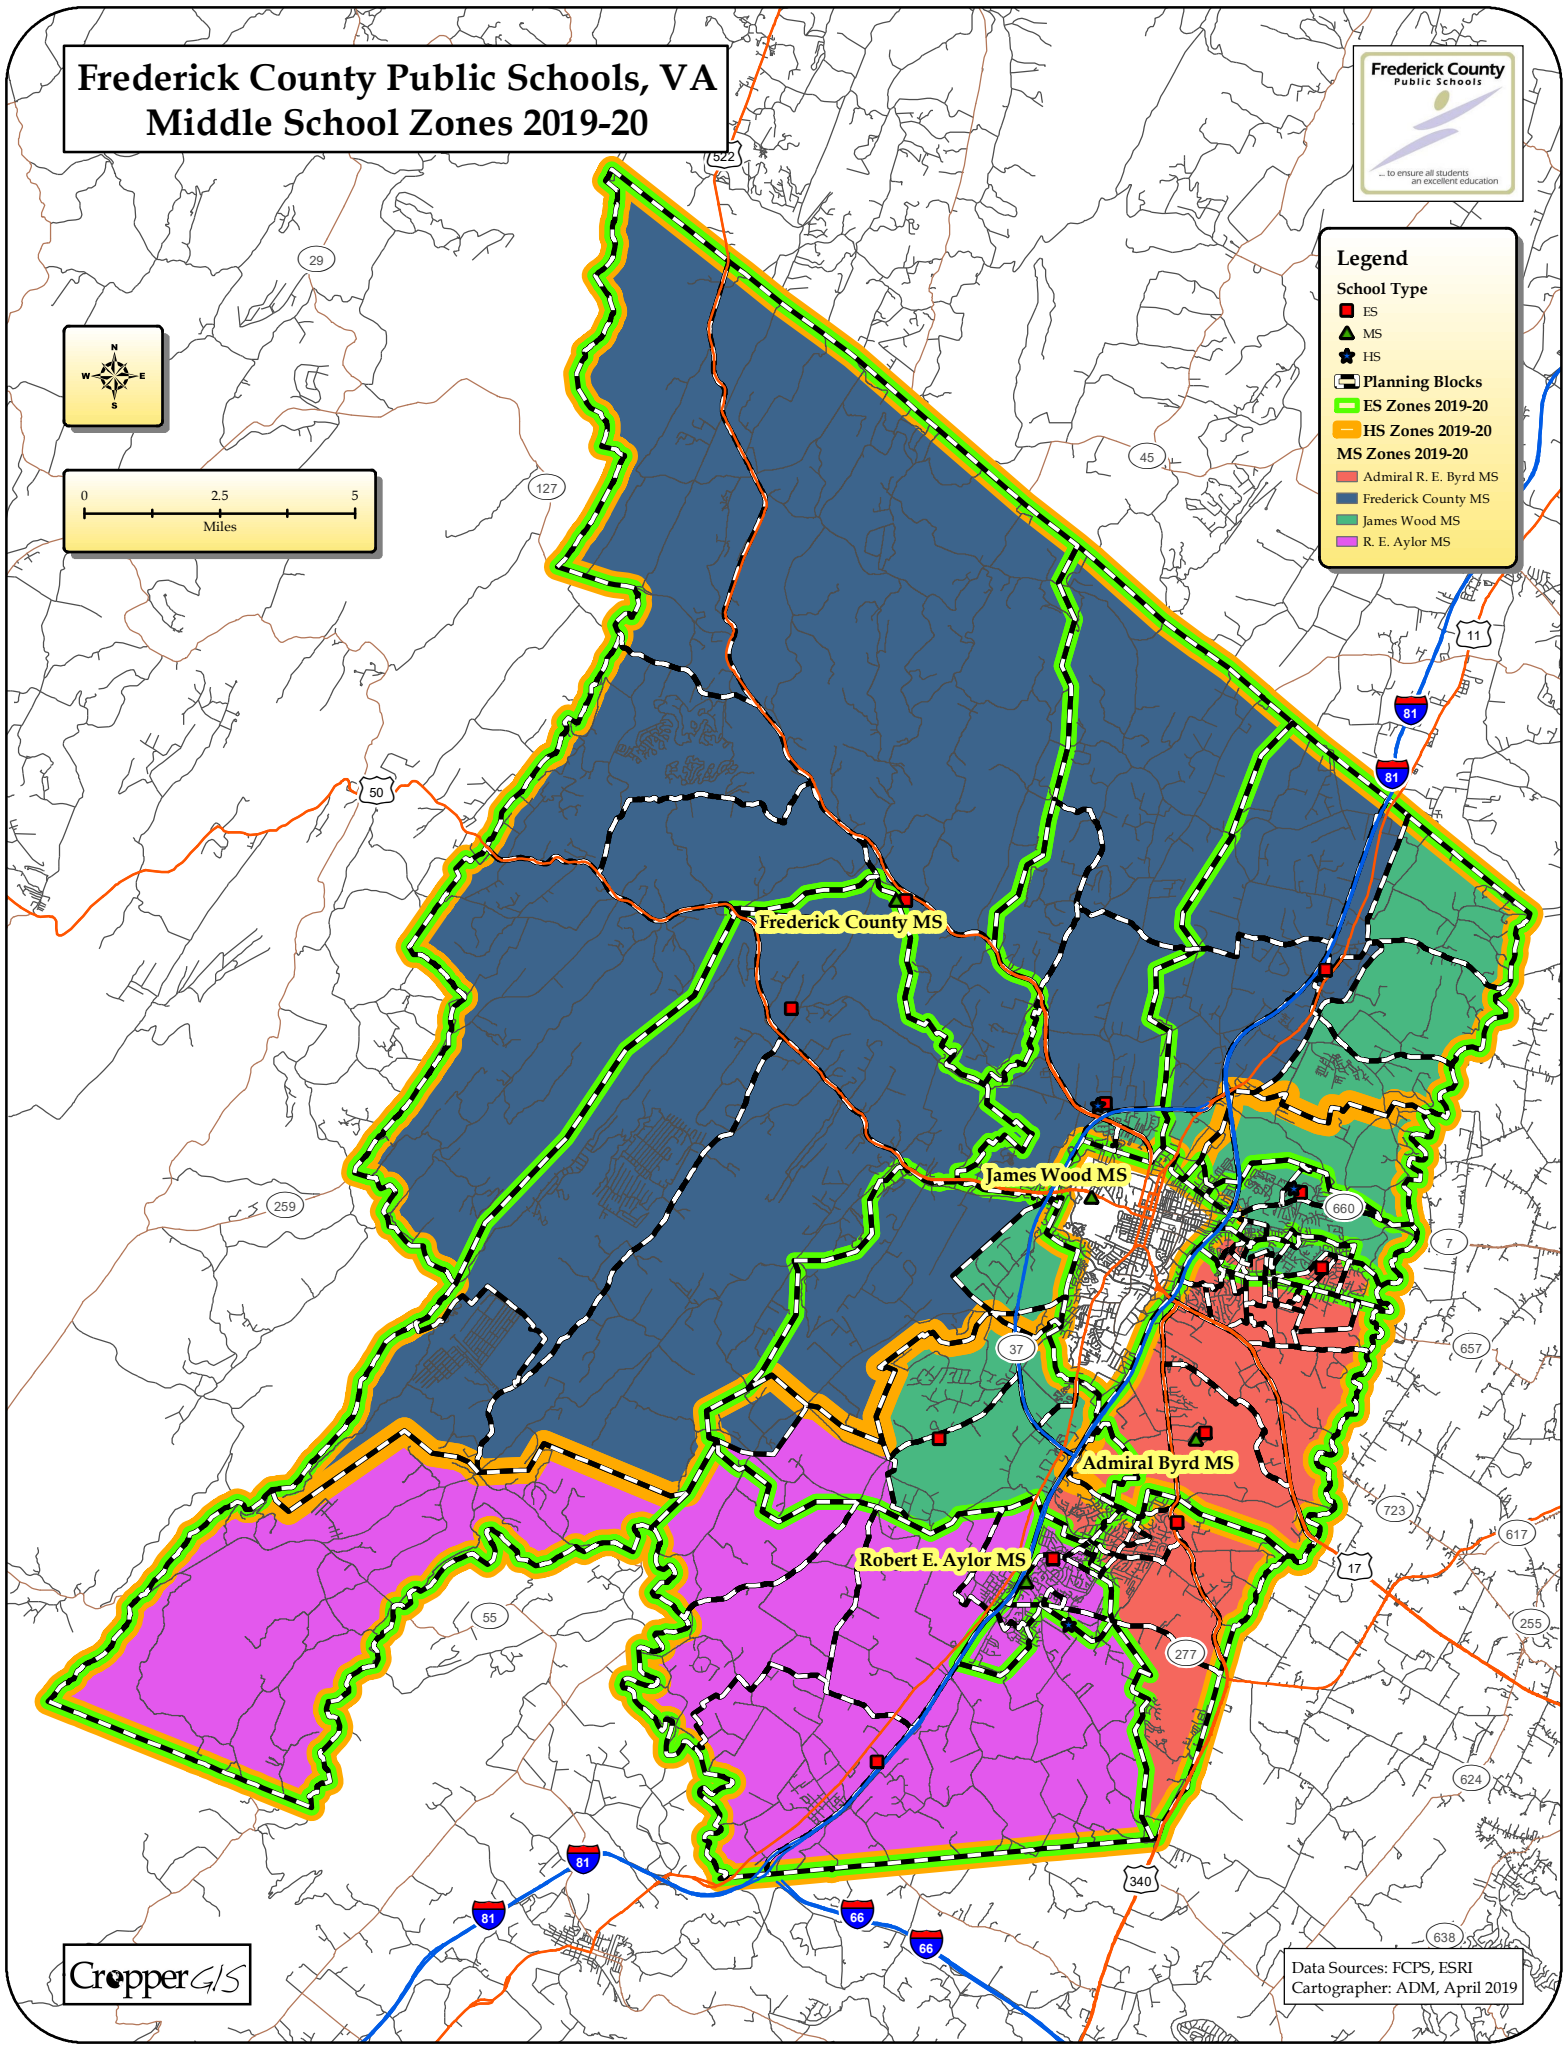 Frederick County Public Schools, VA
Middle School Zones 2019-20
Frederick County
Public Schools
... to ensure all students
an excellent education
Legend
School Type
ES
MS
HS
Planning Blocks
ES Zones 2019-20
HS Zones 2019-20
MS Zones 2019-20
Admiral R. E. Byrd MS
Frederick County MS
James Wood MS
R. E. Aylor MS
N
W E
S
0 2.5 5
Miles
522
29
45
127
11
81
81
50
Frederick County MS
James Wood MS
259
660
7
37
657
Admiral Byrd MS
723
617
Robert E. Aylor MS
17
55
255
277
624
81
340
81
66
66
638
CropperGIS
Data Sources: FCPS, ESRI
Cartographer: ADM, April 2019